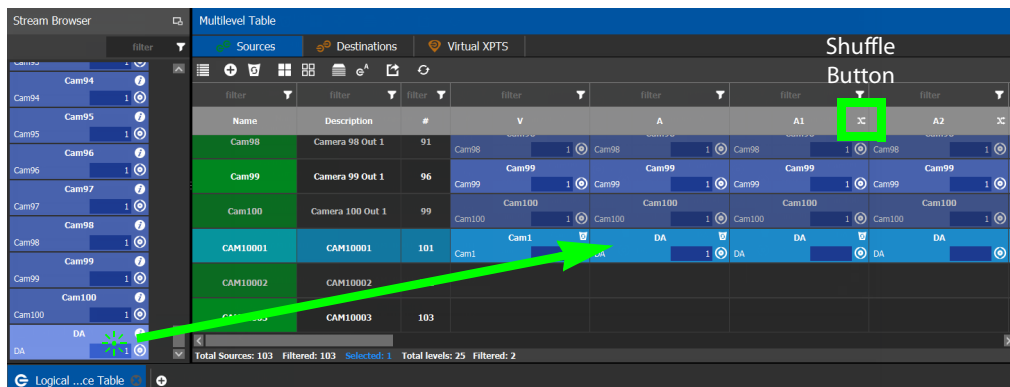 Stream Browser
Multilevel Table
filter
Sources
Destinations
Virtual XPTS
Shuffle
Button
filter filter filter filter filter filter filter
Name Description # V A A1 A2
Cam94
Cam94 1
Cam95
Cam95 1
Cam96
Cam96 1
Cam97
Cam97 1
Cam98
Cam98 1
Cam99
Cam99 1
Cam100
Cam100 1
DA
DA 1
Cam98 Camera 98 Out 1 91
Cam98 1 Cam98 1 Cam98 1 Cam98 1
Cam99 Camera 99 Out 1 96 Cam99 Cam99 Cam99 Cam99
Cam99 1 Cam99 1 Cam99 1 Cam99 1
Cam100 Camera 100 Out 1 99 Cam100 Cam100 Cam100 Cam100
Cam100 1 Cam100 1 Cam100 1 Cam100 1
CAM10001 CAM10001 101 Cam1 DA DA DA
Cam1 DA 1 DA DA
CAM10002 CAM10002
CAM10003 103
Total Sources: 103 Filtered: 103 Selected: 1 Total levels: 25 Filtered: 2
Logical ...ce Table